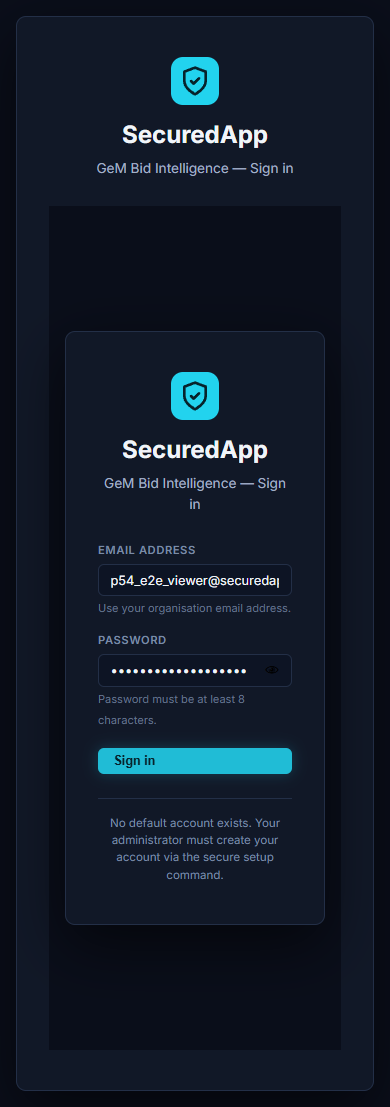 SecuredApp
GeM Bid Intelligence — Sign in
SecuredApp
GeM Bid Intelligence — Sign
in
EMAIL ADDRESS
p54_e2e_viewer@securedap
Use your organisation email address.
PASSWORD
•••••••••••••••••••
Password must be at least 8
characters.
Sign in
No default account exists. Your
administrator must create your
account via the secure setup
command.